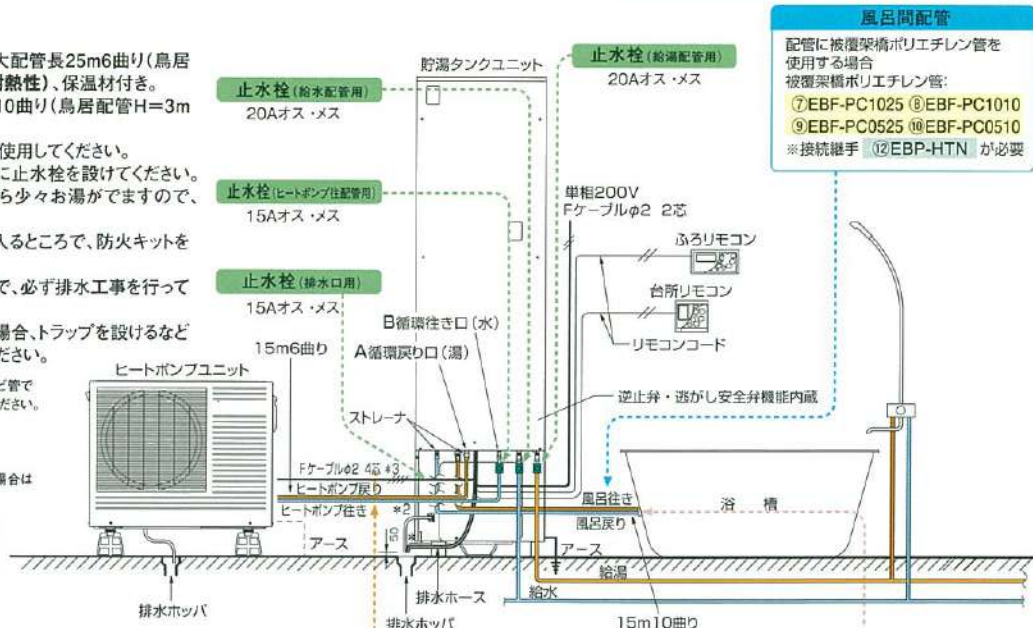 大配管長25m6曲り(鳥居
耐熱性)、保温材付き。
10曲り(鳥居配管H=3m
使用してください。
に止水栓を設けてください。
ら少々お湯がでますので、
入るところで、防火キットを
で、必ず排水工事を行って
場合、トラップを設けるなど
ださい。
ビ管で
ださい。
場合は
止水栓(給水配管用)
20Aオス・メス
止水栓(ヒートポンプ往配管用)
15Aオス・メス
止水栓(排水口用)
15Aオス・メス
貯湯タンクユニット
止水栓(給湯配管用)
20Aオス・メス
風呂間配管
配管に被覆架橋ポリエチレン管を
使用する場合
被覆架橋ポリエチレン管:
⑦EBF-PC1025 ⑧EBF-PC1010
⑨EBF-PC0525 ⑩EBF-PC0510
※接続継手 ⑫EBP-HTN が必要
単相200V
Fケーブルφ2 2芯
ふろリモコン
台所リモコン
リモコンコード
B循環往き口(水)
A循環戻り口(湯)
15m6曲り
ヒートポンプユニット
ストレーナ
逆止弁・逃がし安全弁機能内蔵
Fケーブルφ2 4芯 *3
ヒートポンプ戻り
ヒートポンプ往き
*2
50
風呂往き
風呂戻り
浴槽
アース
アース
給湯
給水
排水ホース
排水ホッパ
排水ホッパ
15m10曲り